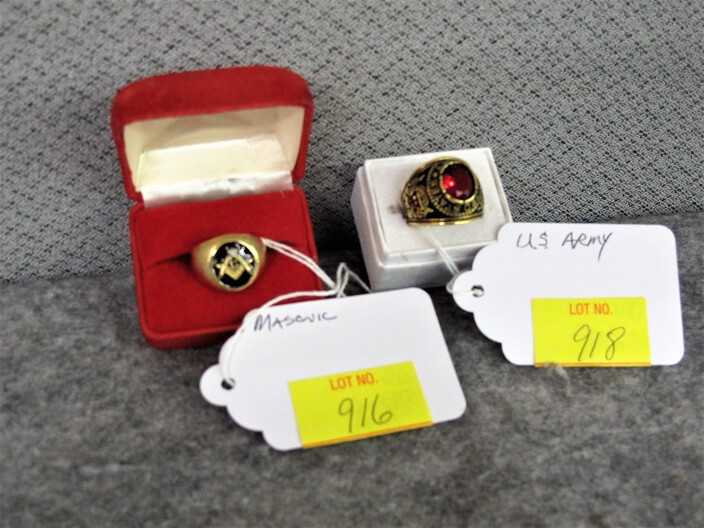 MASONIC
LOT NO.
916
US ARMY
LOT NO.
918